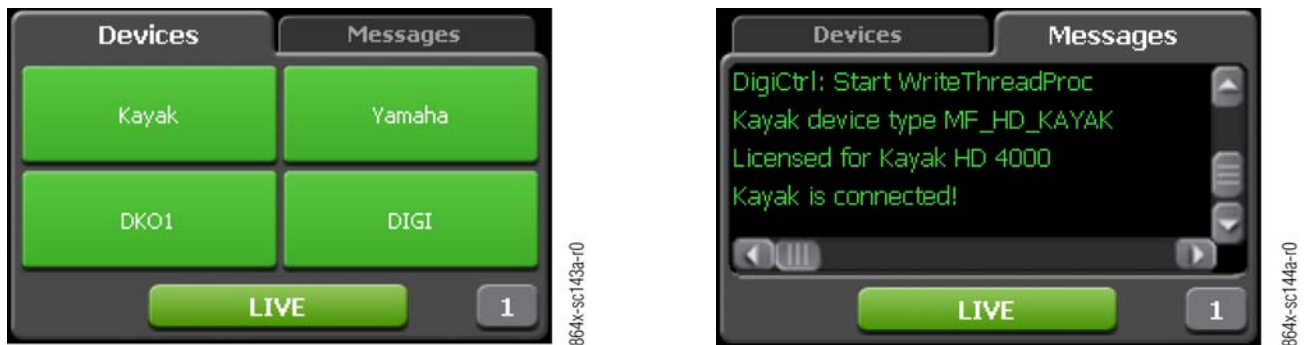 Devices
Messages
Kayak
Yamaha
DKO1
DIGI
LIVE
1
864x-sc143a-r0
Devices
Messages
DigiCtrl: Start WriteThreadProc
Kayak device type MF_HD_KAYAK
Licensed for Kayak HD 4000
Kayak is connected!
LIVE
1
864x-sc144a-r0